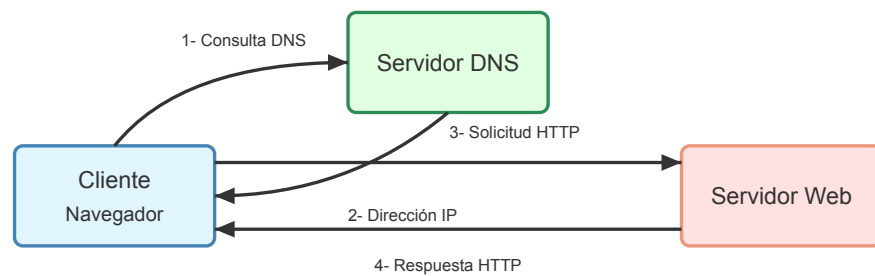 1- Consulta DNS
Servidor DNS
3- Solicitud HTTP
Cliente
Navegador
Servidor Web
2- Dirección IP
4- Respuesta HTTP